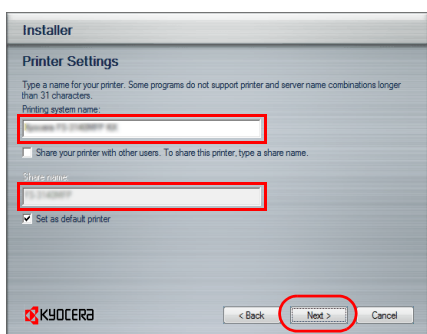 Installer
Printer Settings
Type a name for your printer. Some programs do not support printer and server name combinations longer
than 31 characters.
Printing system name:
Share your printer with other users. To share this printer, type a share name.
Share name:
Set as default printer
KYOCERA
< Back
Next >
Cancel